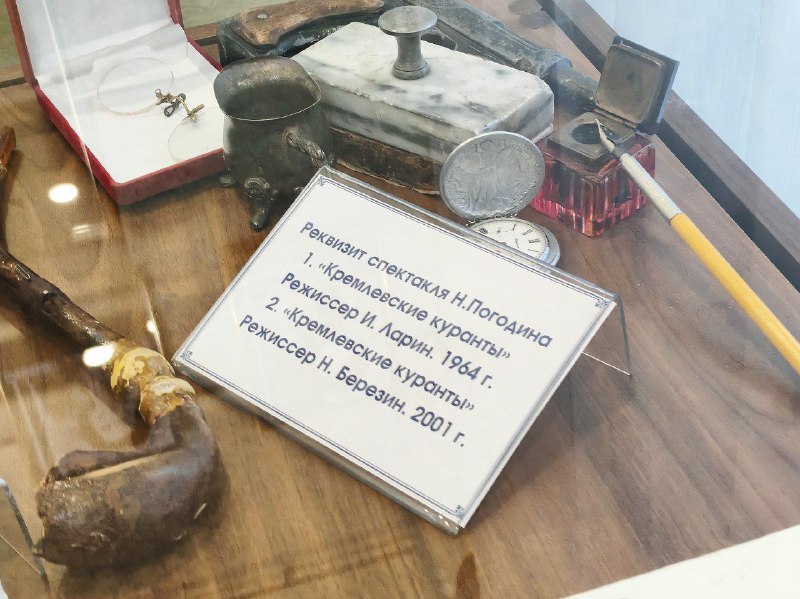 Реквизит спектакля Н.Погодина
1. «Кремлевские куранты»
Режиссер И. Ларин. 1964 г.
2. «Кремлевские куранты»
Режиссер Н. Березин. 2001 г.